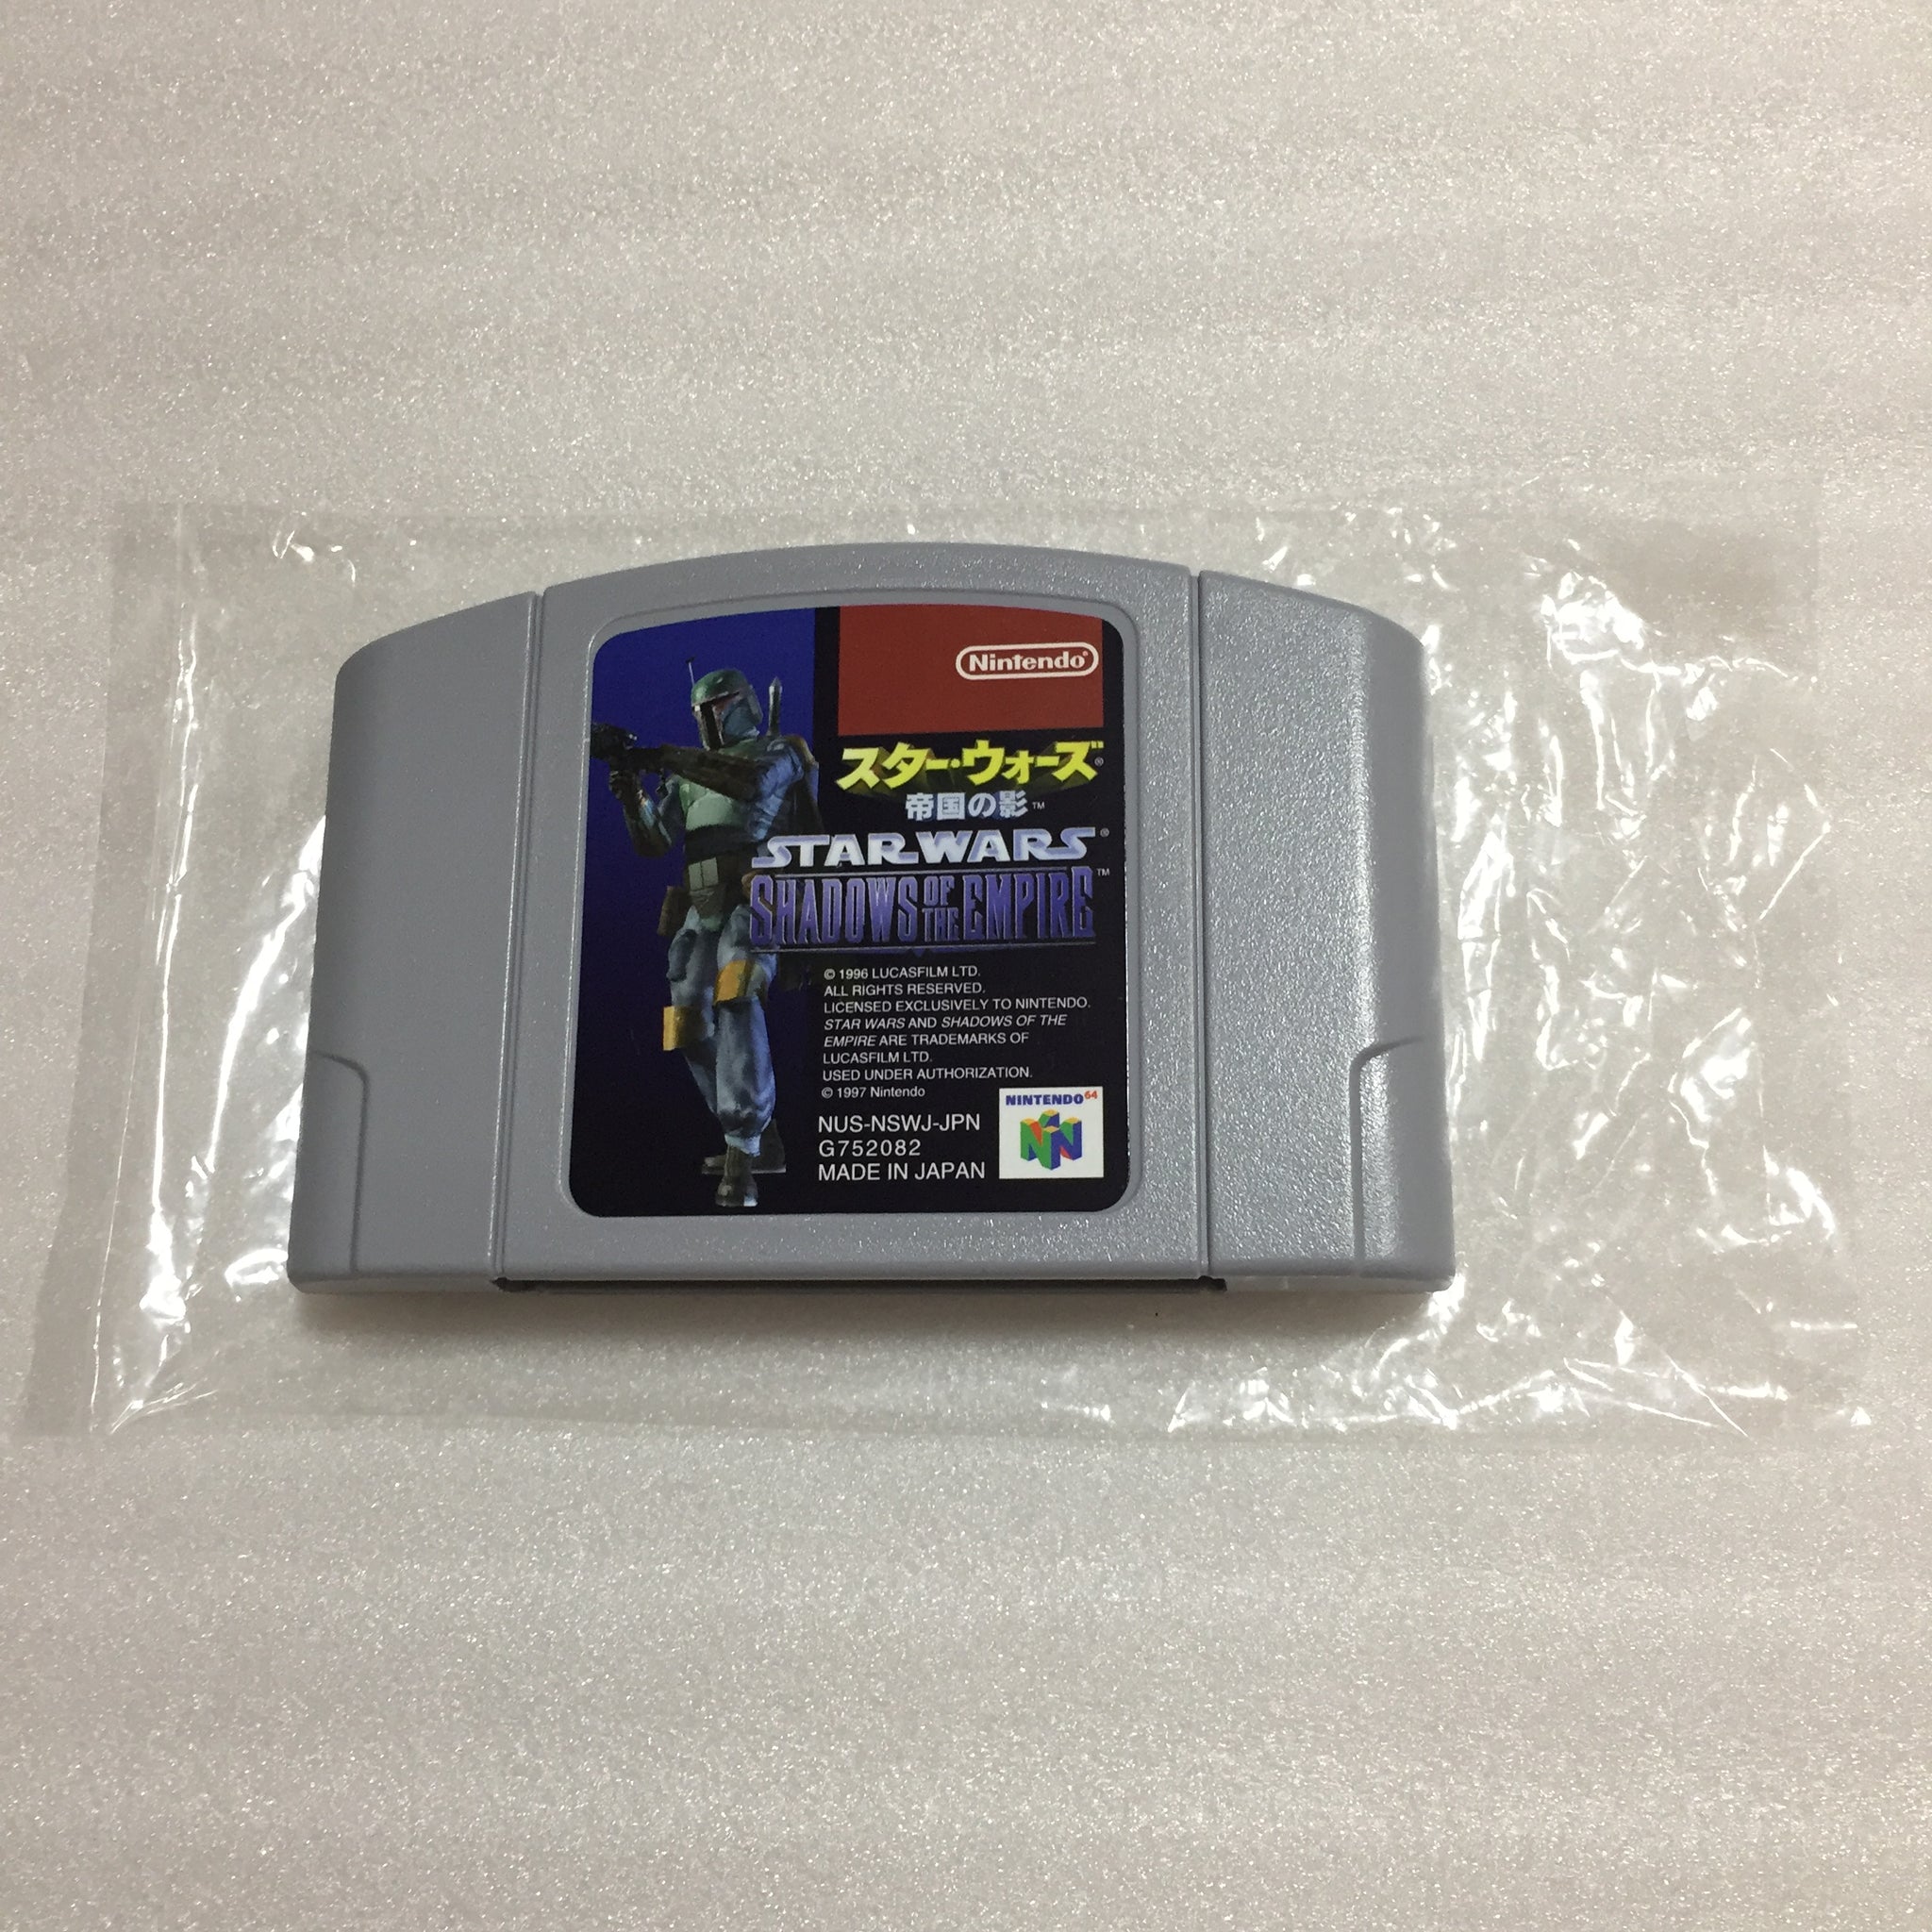 Nintendo®
スター・ウォーズ®
帝国の影™
STAR WARS®
SHADOWS OF THE EMPIRE™
© 1996 LUCASFILM LTD.
ALL RIGHTS RESERVED.
LICENSED EXCLUSIVELY TO NINTENDO.
STAR WARS AND SHADOWS OF THE
EMPIRE ARE TRADEMARKS OF
LUCASFILM LTD.
USED UNDER AUTHORIZATION.
© 1997 Nintendo
NUS-NSWJ-JPN
G752082
MADE IN JAPAN
NINTENDO64